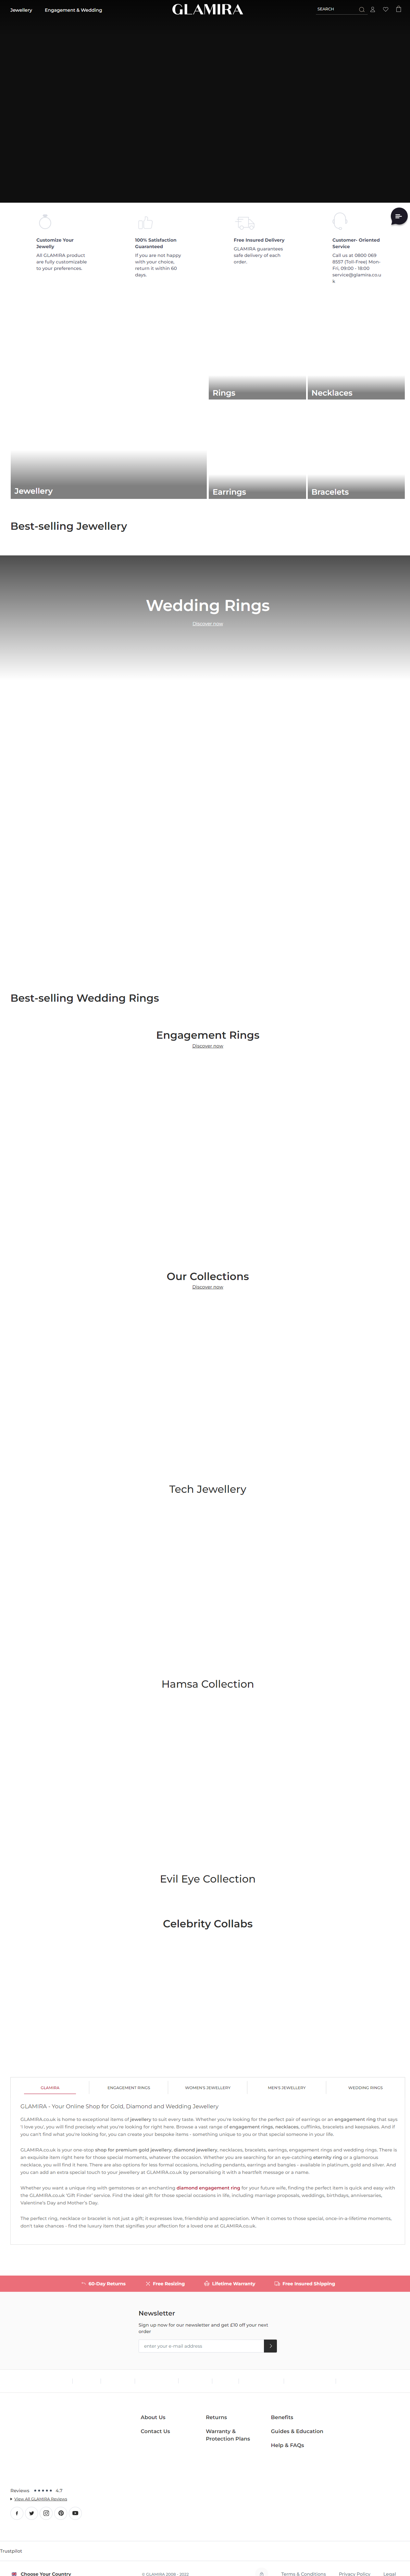 Jewellery
Engagement & Wedding
GLAMIRA
SEARCH
Customize Your
Jewelly
All GLAMIRA product
are fully customizable
to your preferences.
100% Satisfaction
Guaranteed
If you are not happy
with your choice,
return it within 60
days.
Free Insured Delivery
GLAMIRA guarantees
safe delivery of each
order.
Customer- Oriented
Service
Call us at 0800 069
8557 (Toll-Free) Mon-
Fri, 09:00 - 18:00
service@glamira.co.u
k
Rings
Necklaces
Jewellery
Earrings
Bracelets
Best-selling Jewellery
Wedding Rings
Discover now
Best-selling Wedding Rings
Engagement Rings
Discover now
Our Collections
Discover now
Tech Jewellery
Hamsa Collection
Evil Eye Collection
Celebrity Collabs
GLAMIRA
ENGAGEMENT RINGS
WOMEN'S JEWELLERY
MEN'S JEWELLERY
WEDDING RINGS
GLAMIRA - Your Online Shop for Gold, Diamond and Wedding Jewellery
GLAMIRA.co.uk is home to exceptional items of jewellery to suit every taste. Whether you're looking for the perfect pair of earrings or an engagement ring that says
'I love you', you will find precisely what you're looking for right here. Browse a vast range of engagement rings, necklaces, cufflinks, bracelets and keepsakes. And if
you can't find what you're looking for, you can create your own bespoke items - something unique to you or that special someone in your life.
GLAMIRA.co.uk is your one-stop shop for premium gold jewellery, diamond jewellery, necklaces, bracelets, earrings, engagement rings and wedding rings. There is
an exquisite item right here for those special moments, whatever the occasion. Whether you are searching for an eye-catching eternity ring or a glamorous
necklace, you will find it here. There are also options for less formal occasions, including pendants, earrings and bangles - available in platinum, gold and silver. And
you can add an extra special touch to your jewellery at GLAMIRA.co.uk by personalising it with a heartfelt message or a name.
Whether you want a unique ring with gemstones or an enchanting diamond engagement ring for your future wife, finding the perfect item is quick and easy with
the GLAMIRA.co.uk 'Gift Finder' service. Find the ideal gift for those special occasions in life, including marriage proposals, weddings, birthdays, anniversaries,
Valentine's Day and Mother's Day.
The perfect ring, necklace or bracelet is not just a gift; it expresses love, friendship and appreciation. When it comes to those special, once-in-a-lifetime moments,
don't take chances - find the luxury item that signifies your affection for a loved one at GLAMIRA.co.uk.
60-Day Returns
Free Resizing
Lifetime Warranty
Free Insured Shipping
Newsletter
Sign up now for our newsletter and get £10 off your next
order
enter your e-mail address
About Us
Returns
Benefits
Contact Us
Warranty &
Protection Plans
Guides & Education
Help & FAQs
Reviews
4.7
View All GLAMIRA Reviews
Trustpilot
Choose Your Country
© GLAMIRA 2009 - 2022
Terms & Conditions
Privacy Policy
Legal